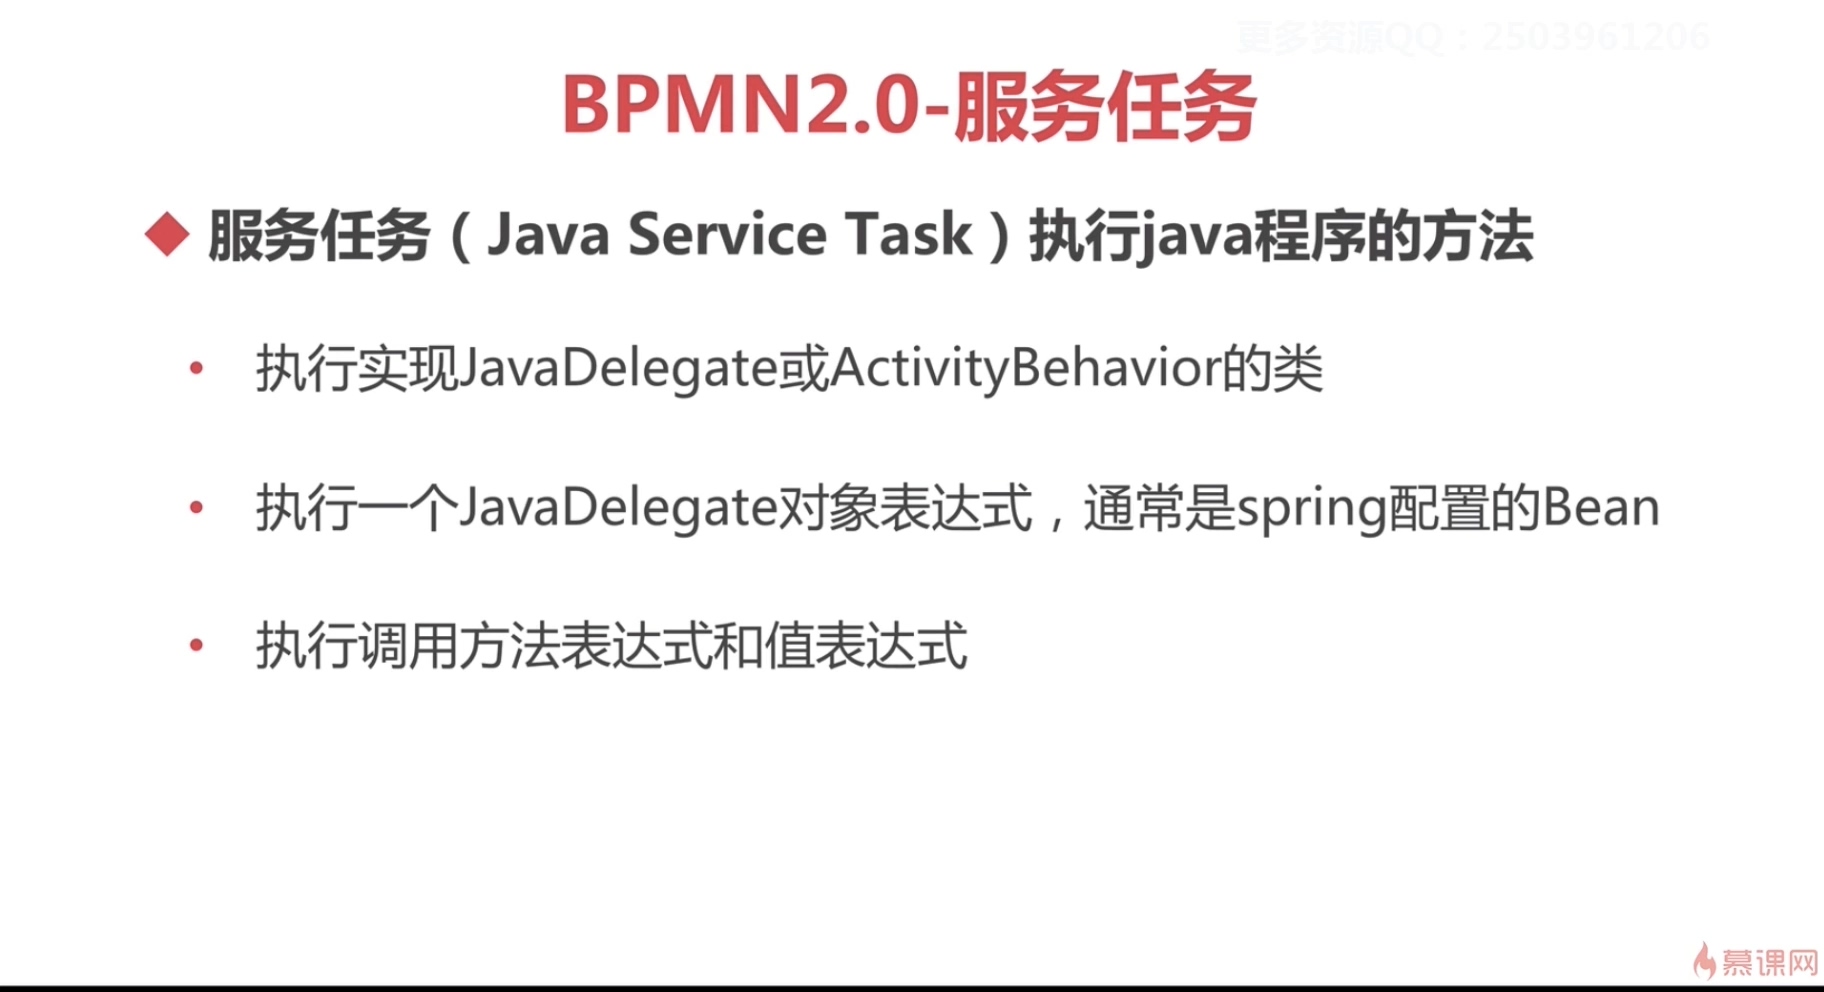 更多资源QQ：2503961206
BPMN2.0-服务任务
服务任务（Java Service Task）执行java程序的方法
执行实现JavaDelegate或ActivityBehavior的类
执行一个JavaDelegate对象表达式，通常是spring配置的Bean
执行调用方法表达式和值表达式
慕课网